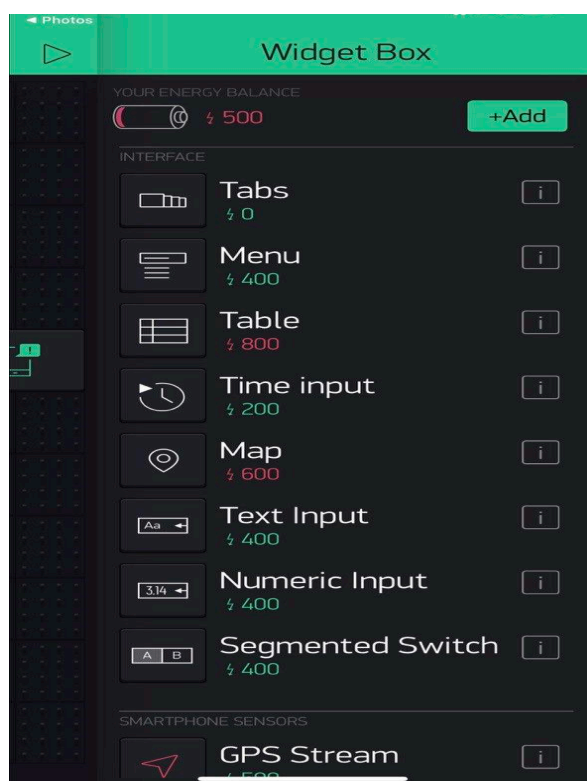 ◄ Photos
Widget Box
YOUR ENERGY BALANCE
500
+Add
INTERFACE
Tabs
0
i
Menu
400
i
Table
800
i
Time input
200
i
Map
600
i
Aa
Text Input
400
i
3.14
Numeric Input
400
i
A B
Segmented Switch
400
i
SMARTPHONE SENSORS
GPS Stream
i